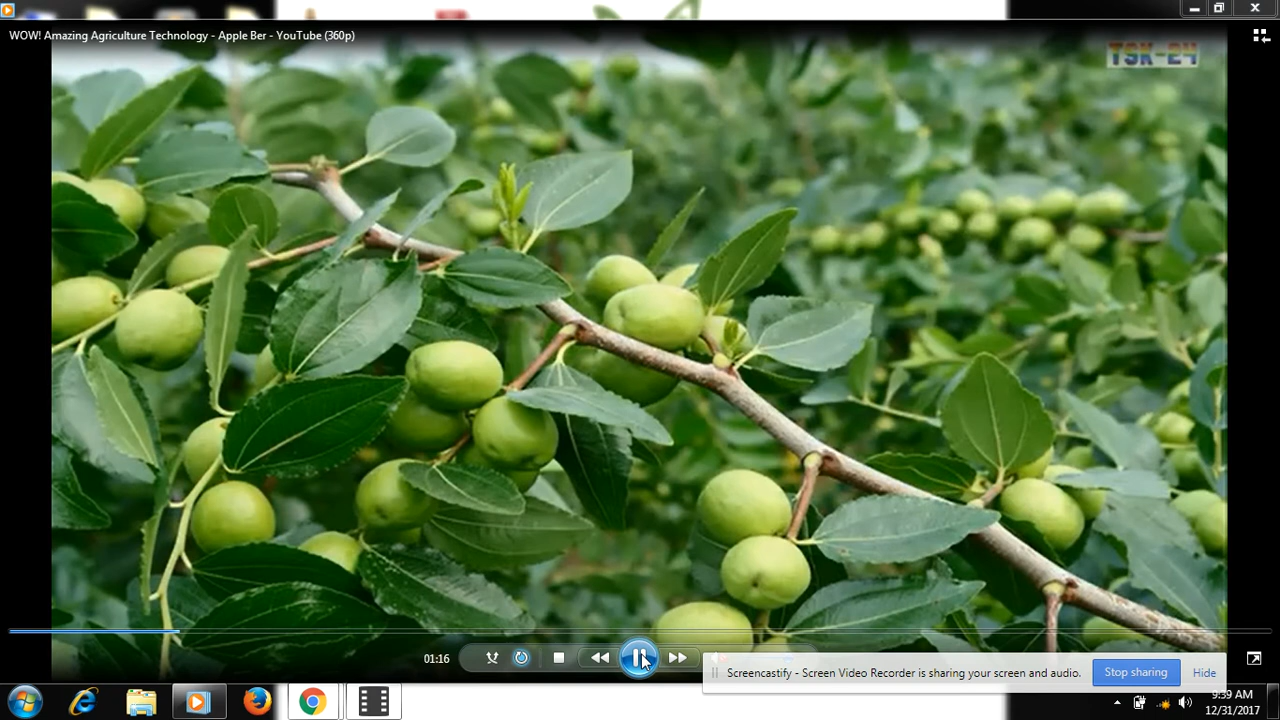 WOW! Amazing Agriculture Technology - Apple Ber - YouTube (360p)
TSK-24
01:16
Screencastify - Screen Video Recorder is sharing your screen and audio.
Stop sharing
Hide
9:39 AM
12/31/2017